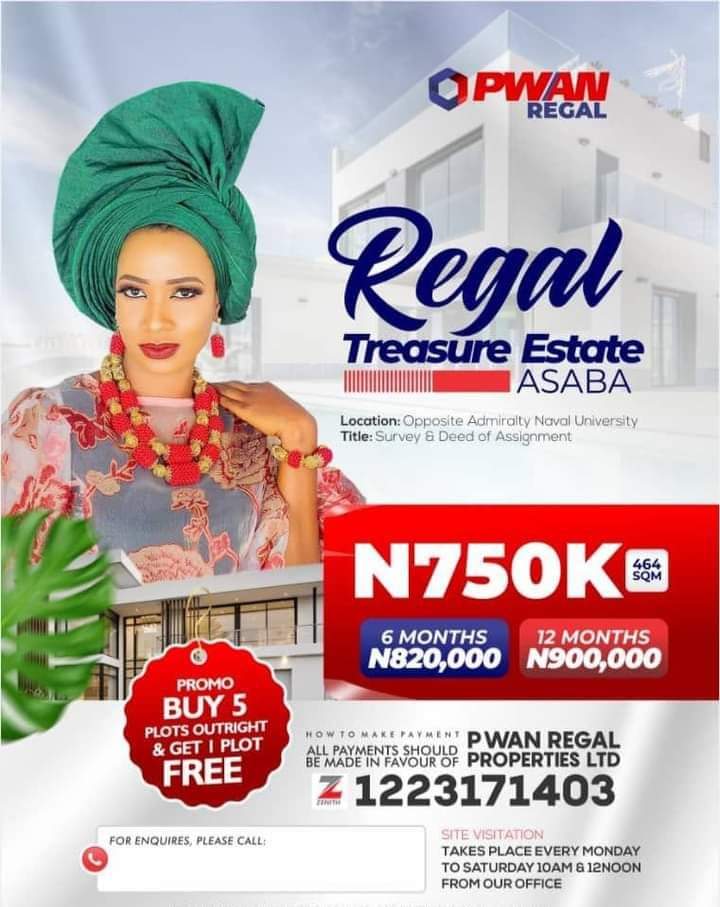 PWAN
REGAL
Regal
Treasure Estate
ASABA
Location: Opposite Admiralty Naval University
Title: Survey & Deed of Assignment
N750K
464
SQM
6 MONTHS
N820,000
12 MONTHS
N900,000
PROMO
BUY 5
PLOTS OUTRIGHT
& GET 1 PLOT
FREE
HOW TO MAKE PAYMENT
ALL PAYMENTS SHOULD
BE MADE IN FAVOUR OF
PWAN REGAL
PROPERTIES LTD
ZENITH
1223171403
FOR ENQUIRES, PLEASE CALL:
SITE VISITATION
TAKES PLACE EVERY MONDAY
TO SATURDAY 10AM & 12NOON
FROM OUR OFFICE